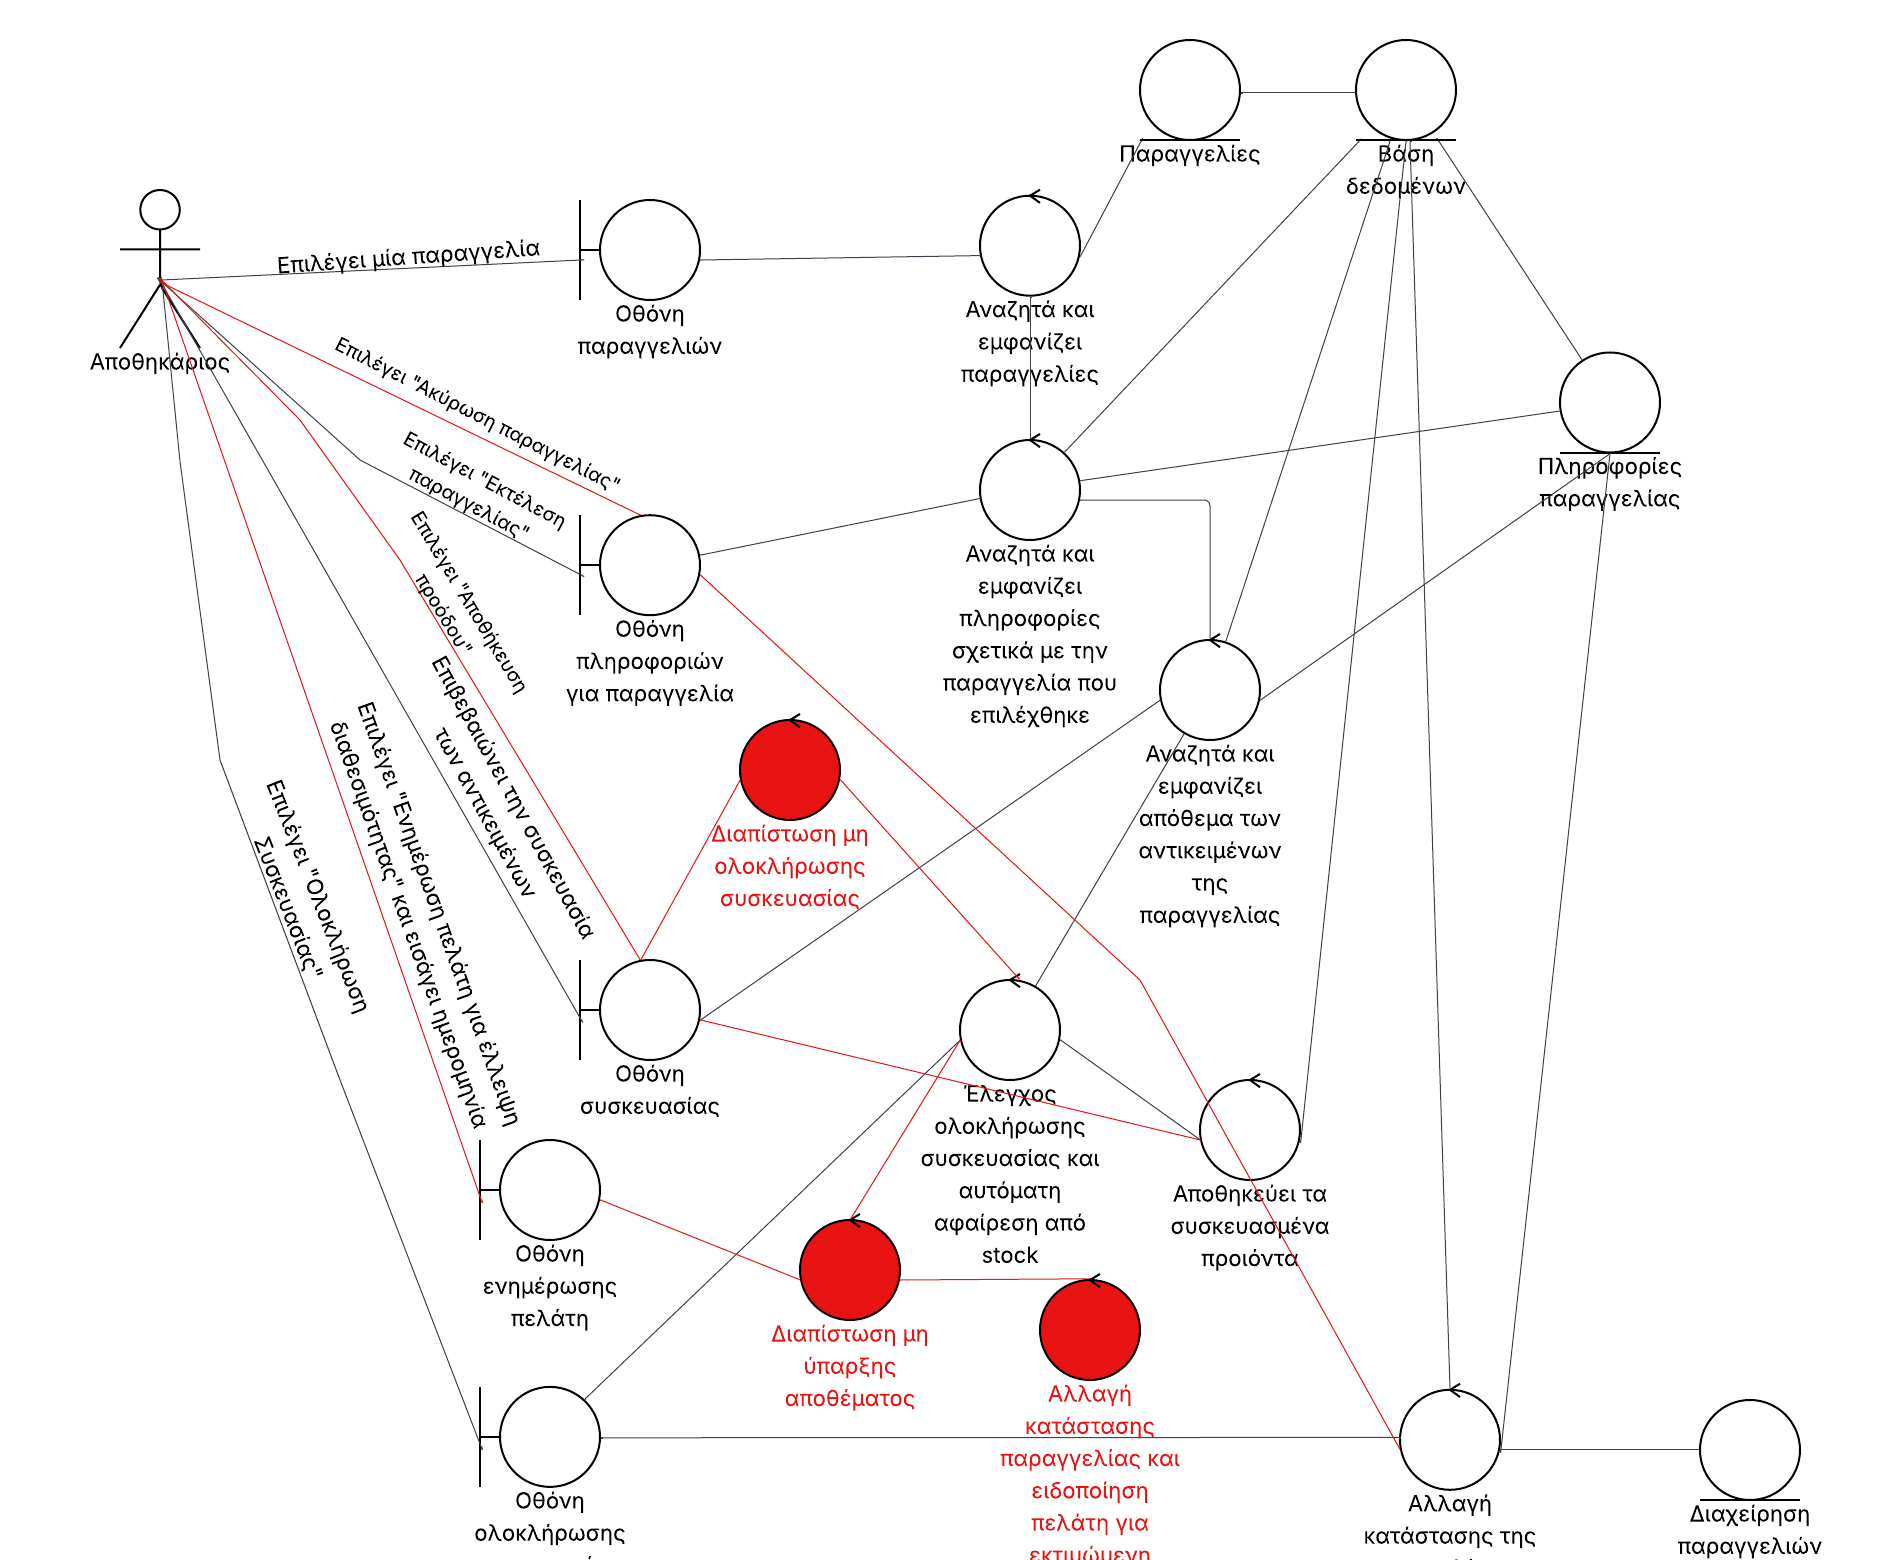 Παραγγελίες
Βάση
δεδομένων
Αποθηκάριος
Επιλέγει μία παραγγελία
Οθόνη
παραγγελιών
Αναζητά και
εμφανίζει
παραγγελίες
Επιλέγει "Ακύρωση παραγγελίας"
Επιλέγει "Εκτέλεση
παραγγελίας"
Πληροφορίες
παραγγελίας
Επιλέγει "Αποθήκευση
προόδου"
Οθόνη
πληροφοριών
για παραγγελία
Αναζητά και
εμφανίζει
πληροφορίες
σχετικά με την
παραγγελία που
επιλέχθηκε
Επιβεβαιώνει την συσκευασία
των αντικειμένων
Διαπίστωση μη
ολοκλήρωσης
συσκευασίας
Αναζητά και
εμφανίζει
απόθεμα των
αντικειμένων
της
παραγγελίας
Επιλέγει "Ενημέρωση πελάτη για έλλειψη
διαθεσιμότητας" και εισάγει ημερομηνία
Επιλέγει "Ολοκλήρωση
Συσκευασίας"
Οθόνη
συσκευασίας
Έλεγχος
ολοκλήρωσης
συσκευασίας και
αυτόματη
αφαίρεση από
stock
Αποθηκεύει τα
συσκευασμένα
προιόντα
Οθόνη
ενημέρωσης
πελάτη
Διαπίστωση μη
ύπαρξης
αποθέματος
Αλλαγή
κατάστασης
παραγγελίας και
ειδοποίηση
πελάτη για
εκτιμώμενη
Οθόνη
ολοκλήρωσης
Αλλαγή
κατάστασης της
Διαχείρηση
παραγγελιών